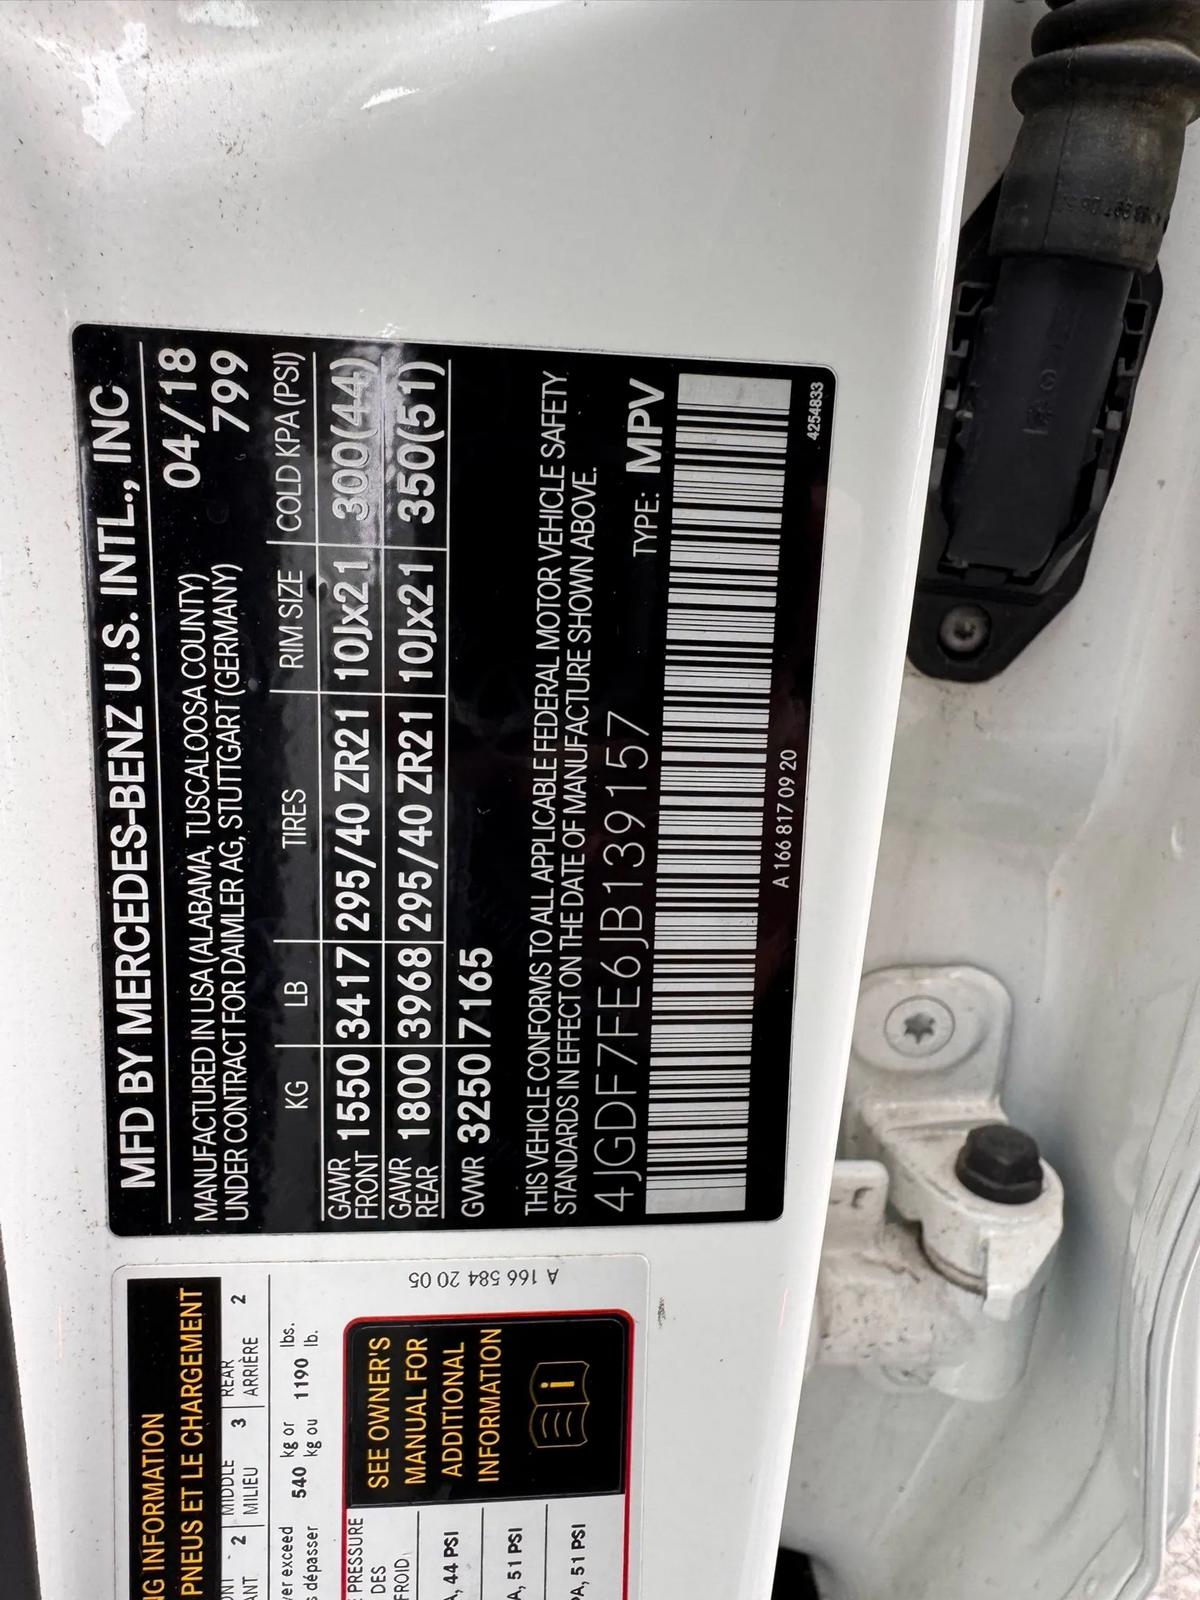 MFD BY MERCEDES-BENZ U.S. INTL., INC
MANUFACTURED IN USA (ALABAMA, TUSCALOOSA COUNTY) 04/18
UNDER CONTRACT FOR DAIMLER AG, STUTTGART (GERMANY) 799
KG LB TIRES RIM SIZE COLD KPA (PSI)
GAWR FRONT 1550 3417 295/40 ZR21 10Jx21 300(44)
GAWR REAR 1800 3968 295/40 ZR21 10Jx21 350(51)
GVWR 3250 7165
THIS VEHICLE CONFORMS TO ALL APPLICABLE FEDERAL MOTOR VEHICLE SAFETY
STANDARDS IN EFFECT ON THE DATE OF MANUFACTURE SHOWN ABOVE.
4JGDF7FE6JB139157 TYPE: MPV
A 166 817 09 20 4254833
INFORMATION
PNEUS ET LE CHARGEMENT
2 MIDDLE 3 REAR 2
MILIEU ARRIÈRE
exceed 540 kg or 1190 lbs.
dépasser kg ou lb.
PRESSURE
DES
44 PSI
51 PSI
51 PSI
SEE OWNER'S
MANUAL FOR
ADDITIONAL
INFORMATION
i
A 166 584 20 05